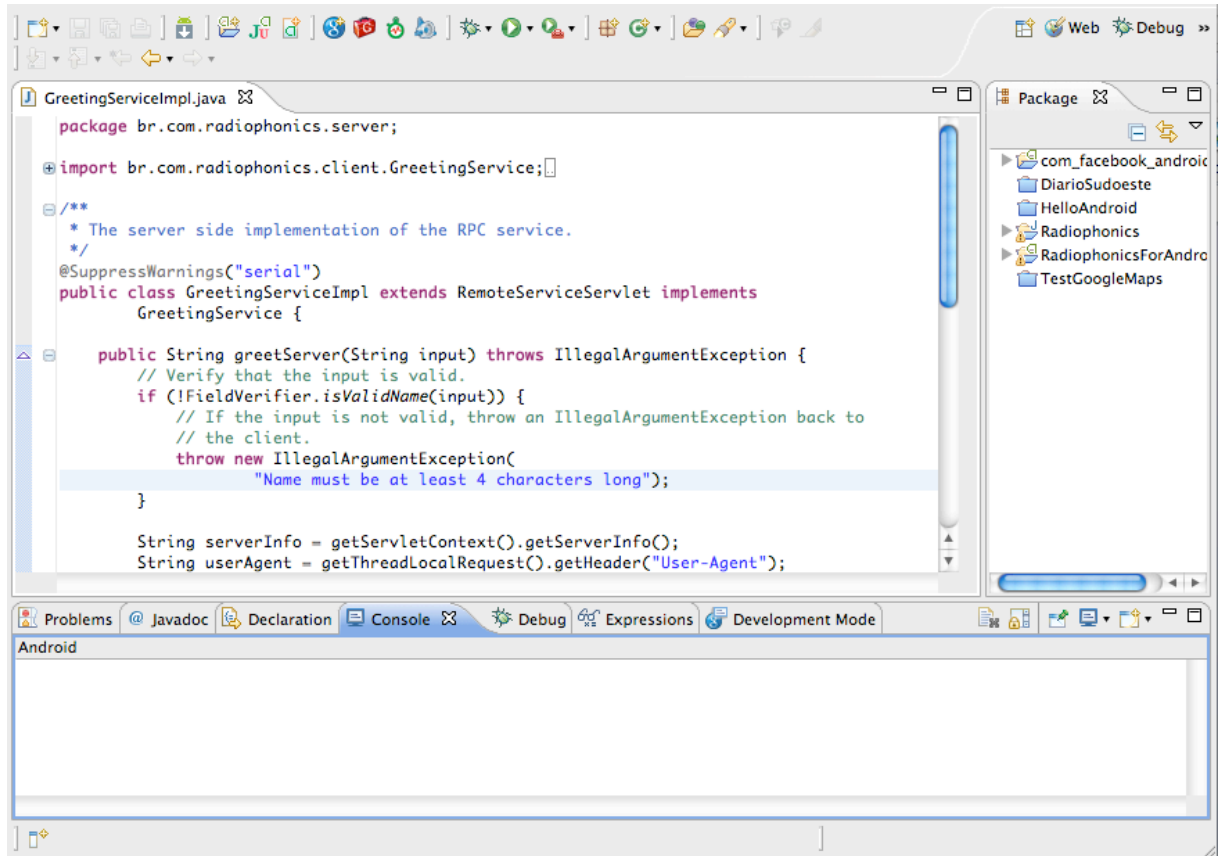 Web Debug »
GreetingServiceImpl.java
package br.com.radiophonics.server;
import br.com.radiophonics.client.GreetingService;
/**
* The server side implementation of the RPC service.
*/
@SuppressWarnings("serial")
public class GreetingServiceImpl extends RemoteServiceServlet implements
GreetingService {
public String greetServer(String input) throws IllegalArgumentException {
// Verify that the input is valid.
if (!FieldVerifier.isValidName(input)) {
// If the input is not valid, throw an IllegalArgumentException back to
// the client.
throw new IllegalArgumentException(
"Name must be at least 4 characters long");
}
String serverInfo = getServletContext().getServerInfo();
String userAgent = getThreadLocalRequest().getHeader("User-Agent");
Package
com_facebook_android
DiarioSudoeste
HelloAndroid
Radiophonics
RadiophonicsForAndro
TestGoogleMaps
Problems @ Javadoc Declaration Console Debug Expressions Development Mode
Android